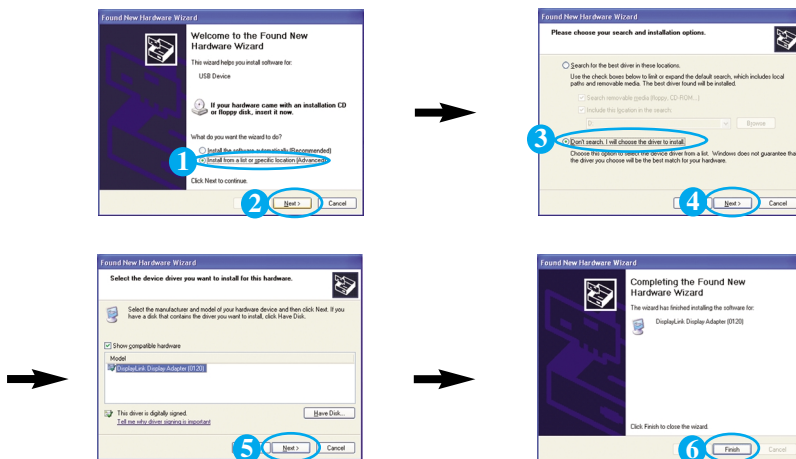 Found New Hardware Wizard
Welcome to the Found New
Hardware Wizard
This wizard helps you install software for:
USB Device
If your hardware came with an installation CD
or floppy disk, insert it now.
What do you want the wizard to do?
Install the software automatically (Recommended)
1
Install from a list or specific location (Advanced)
Click Next to continue.
2
Next >
Cancel
Found New Hardware Wizard
Please choose your search and installation options.
Search for the best driver in these locations.
Use the check boxes below to limit or expand the default search, which includes local
paths and removable media. The best driver found will be installed.
Search removable media (floppy, CD-ROM...)
Include this location in the search:
D:
Browse
3
Don't search. I will choose the driver to install.
Choose this option to select the device driver from a list. Windows does not guarantee tha
the driver you choose will be the best match for your hardware.
4
Next >
Cancel
Found New Hardware Wizard
Select the device driver you want to install for this hardware.
Select the manufacturer and model of your hardware device and then click Next. If you
have a disk that contains the driver you want to install, click Have Disk.
Show compatible hardware
Model
DisplayLink Display Adapter (0120)
This driver is digitally signed.
Tell me why driver signing is important
Have Disk...
5
Next >
Cancel
Found New Hardware Wizard
Completing the Found New
Hardware Wizard
The wizard has finished installing the software for:
DisplayLink Display Adapter (0120)
Click Finish to close the wizard.
6
Finish
Cancel